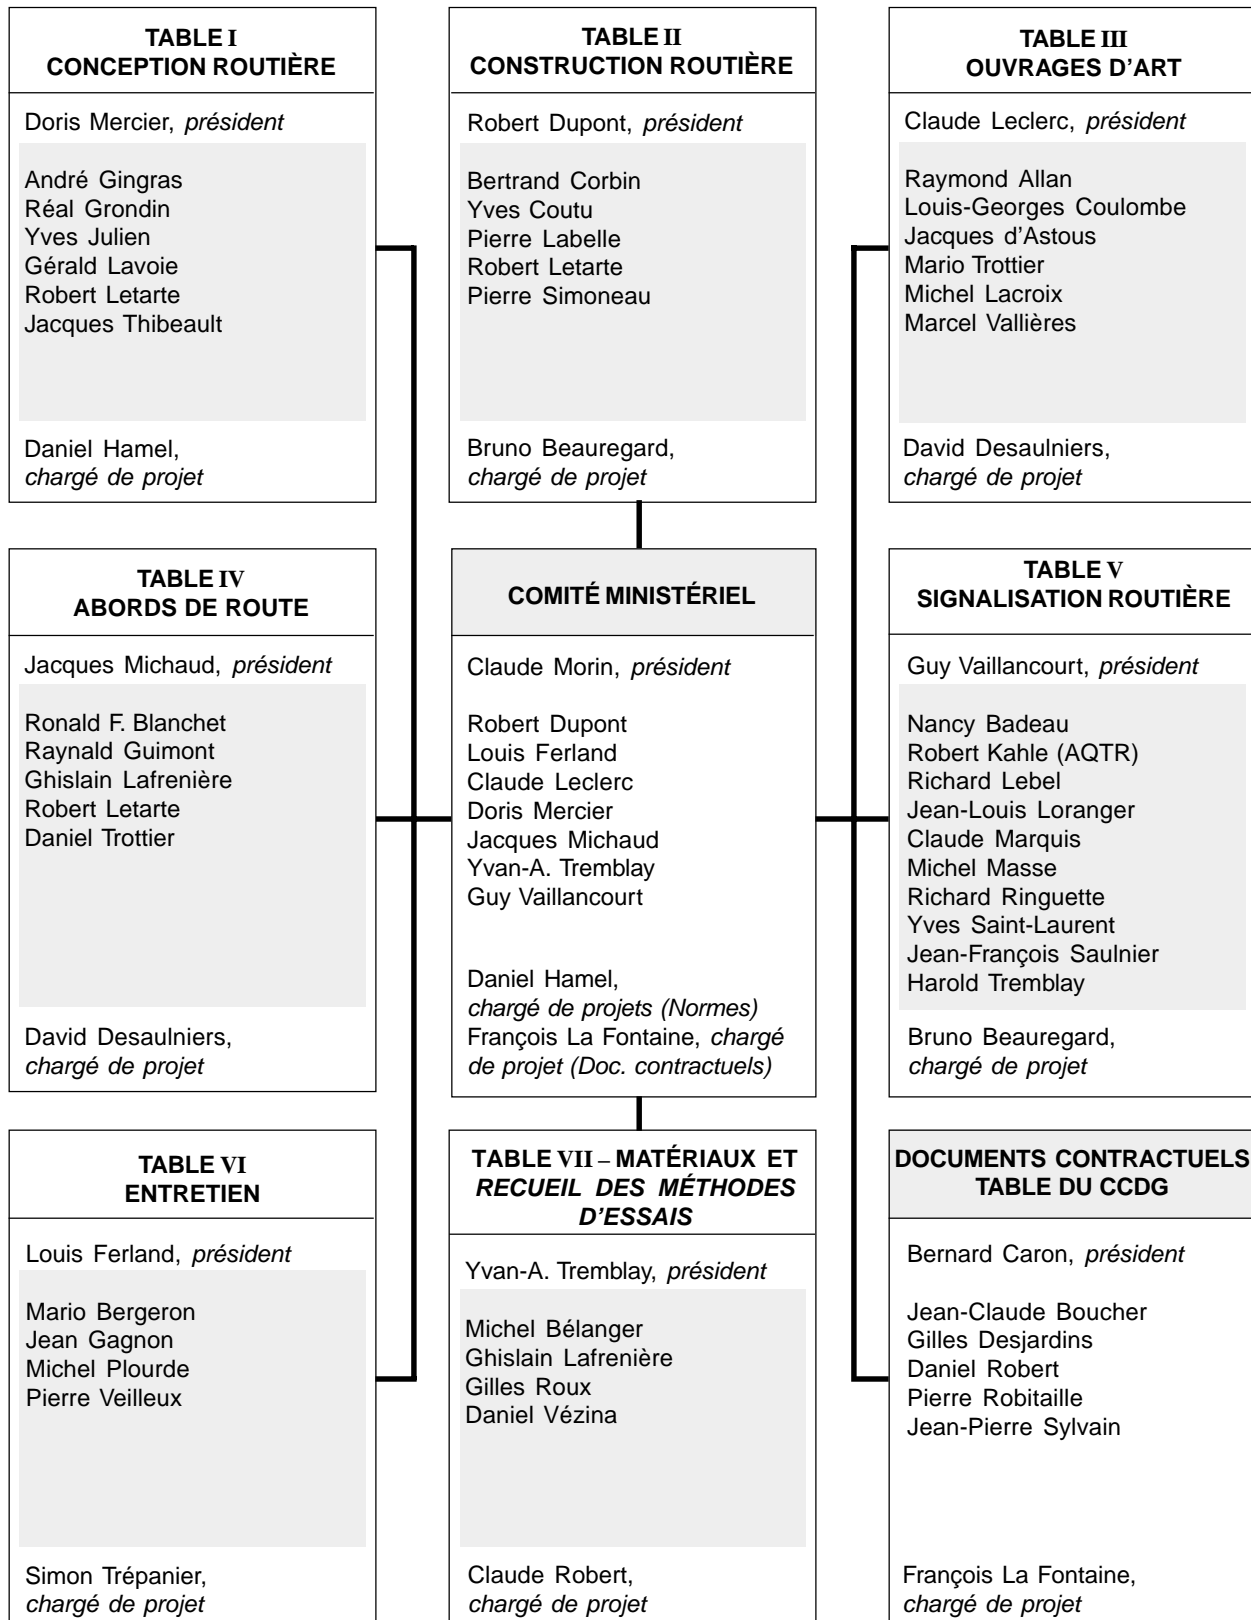 TABLE I
CONCEPTION ROUTIÈRE
Doris Mercier, président
André Gingras
Réal Grondin
Yves Julien
Gérald Lavoie
Robert Letarte
Jacques Thibeault
Daniel Hamel,
chargé de projet
TABLE II
CONSTRUCTION ROUTIÈRE
Robert Dupont, président
Bertrand Corbin
Yves Coutu
Pierre Labelle
Robert Letarte
Pierre Simoneau
Bruno Beauregard,
chargé de projet
TABLE III
OUVRAGES D'ART
Claude Leclerc, président
Raymond Allan
Louis-Georges Coulombe
Jacques d'Astous
Mario Trottier
Michel Lacroix
Marcel Vallières
David Desaulniers,
chargé de projet
TABLE IV
ABORDS DE ROUTE
Jacques Michaud, président
Ronald F. Blanchet
Raynald Guimont
Ghislain Lafrenière
Robert Letarte
Daniel Trottier
David Desaulniers,
chargé de projet
COMITÉ MINISTÉRIEL
Claude Morin, président
Robert Dupont
Louis Ferland
Claude Leclerc
Doris Mercier
Jacques Michaud
Yvan-A. Tremblay
Guy Vaillancourt
Daniel Hamel,
chargé de projets (Normes)
François La Fontaine, chargé
de projet (Doc. contractuels)
TABLE V
SIGNALISATION ROUTIÈRE
Guy Vaillancourt, président
Nancy Badeau
Robert Kahle (AQTR)
Richard Lebel
Jean-Louis Loranger
Claude Marquis
Michel Masse
Richard Ringuette
Yves Saint-Laurent
Jean-François Saulnier
Harold Tremblay
Bruno Beauregard,
chargé de projet
TABLE VI
ENTRETIEN
Louis Ferland, président
Mario Bergeron
Jean Gagnon
Michel Plourde
Pierre Veilleux
Simon Trépanier,
chargé de projet
TABLE VII – MATÉRIAUX ET
RECUEIL DES MÉTHODES
D'ESSAIS
Yvan-A. Tremblay, président
Michel Bélanger
Ghislain Lafrenière
Gilles Roux
Daniel Vézina
Claude Robert,
chargé de projet
DOCUMENTS CONTRACTUELS
TABLE DU CCDG
Bernard Caron, président
Jean-Claude Boucher
Gilles Desjardins
Daniel Robert
Pierre Robitaille
Jean-Pierre Sylvain
François La Fontaine,
chargé de projet